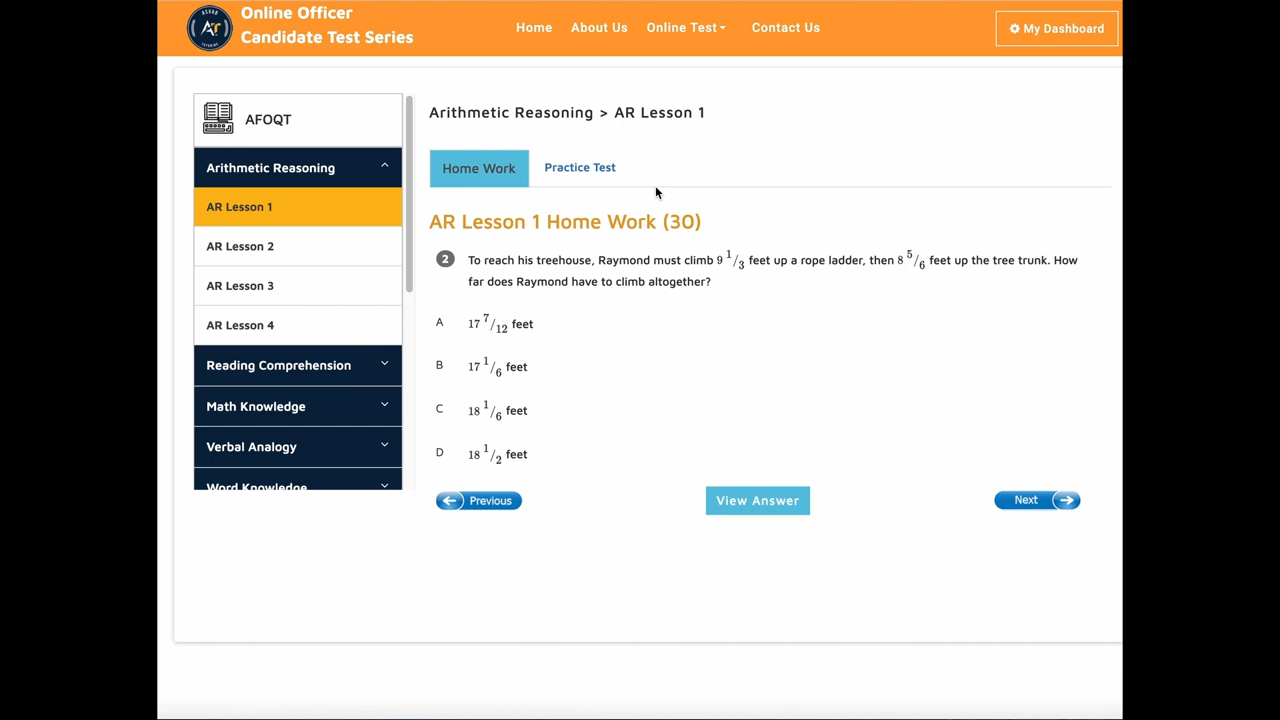 Online Officer
Candidate Test Series
Home About Us Online Test Contact Us
My Dashboard
AFOQT
Arithmetic Reasoning
AR Lesson 1
AR Lesson 2
AR Lesson 3
AR Lesson 4
Reading Comprehension
Math Knowledge
Verbal Analogy
Word Knowledge
Arithmetic Reasoning > AR Lesson 1
Home Work Practice Test
AR Lesson 1 Home Work (30)
2 To reach his treehouse, Raymond must climb 9 1/3 feet up a rope ladder, then 8 5/6 feet up the tree trunk. How
far does Raymond have to climb altogether?
A 17 7/12 feet
B 17 1/6 feet
C 18 1/6 feet
D 18 1/2 feet
Previous View Answer Next